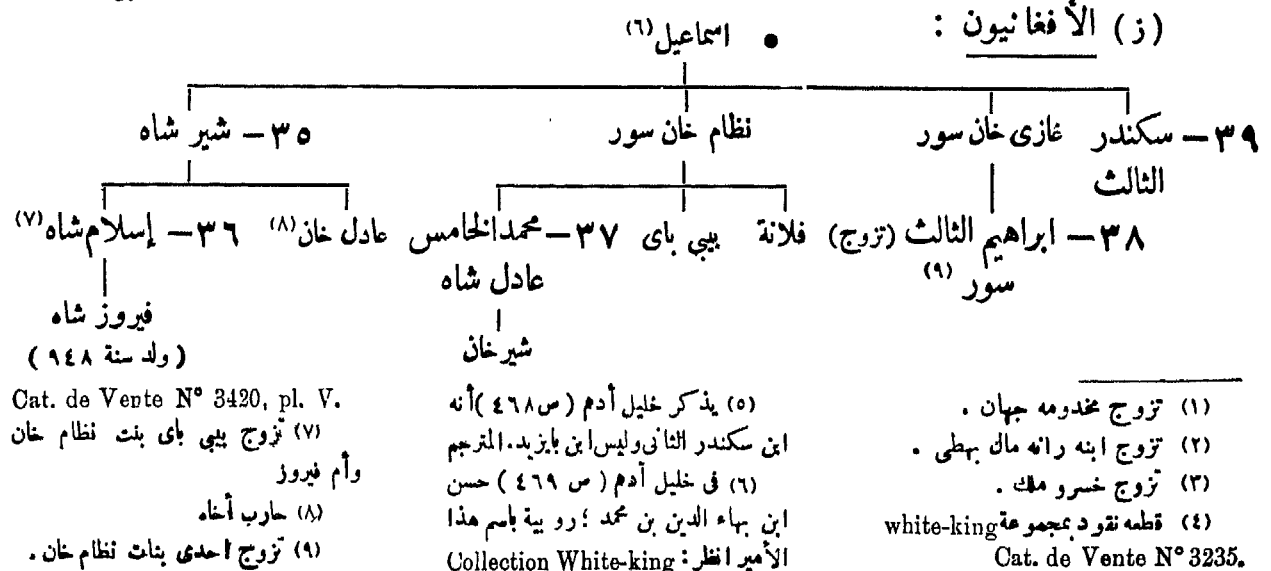 (ز) الأفغانيون :
● اسماعيل (٦)
٣٩ — سكندر الثالث غازى خان سور نظام خان سور ٣٥ — شير شاه
٣٨ — ابراهيم الثالث (تزوج) فلانة بيبي باى ٣٧ — محمد الخامس عادل خان (٨) ٣٦ — إسلام شاه (٧)
سور (٩) عادل شاه
فيروز شاه
شيرخان (ولد سنة ٩٤٨)
(١) تزوج مخدومه جهان .
(٢) تزوج ابنه رانه مال بهطى .
(٣) تزوج خسرو ملك .
(٤) قطعه نقود بمجموعة white-king
Cat. de Vente N° 3235.
(٥) يذكر خليل أدهم (ص ٤٦٨) أنه
ابن سكندر الثانى وليس ابن بايزيد. المترجم
(٦) فى خليل أدهم (ص ٤٦٩) حسن
ابن بهاء الدين بن محمد ؛ روبية باسم هذا
الأمير انظر : Collection White-king
Cat. de Vente N° 3420, pl. V.
(٧) تزوج بيبي باى بنت نظام خان
وأم فيروز
(٨) حارب أخاه
(٩) تزوج احدى بنات نظام خان .